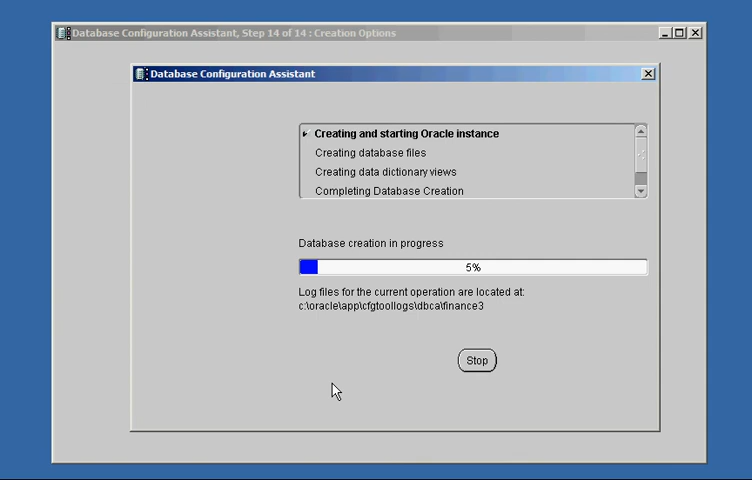 Database Configuration Assistant, Step 14 of 14 : Creation Options
Database Configuration Assistant
Creating and starting Oracle instance
Creating database files
Creating data dictionary views
Completing Database Creation
Database creation in progress
5%
Log files for the current operation are located at:
c:\oracle\app\cfgtoollogs\dbca\finance3
Stop